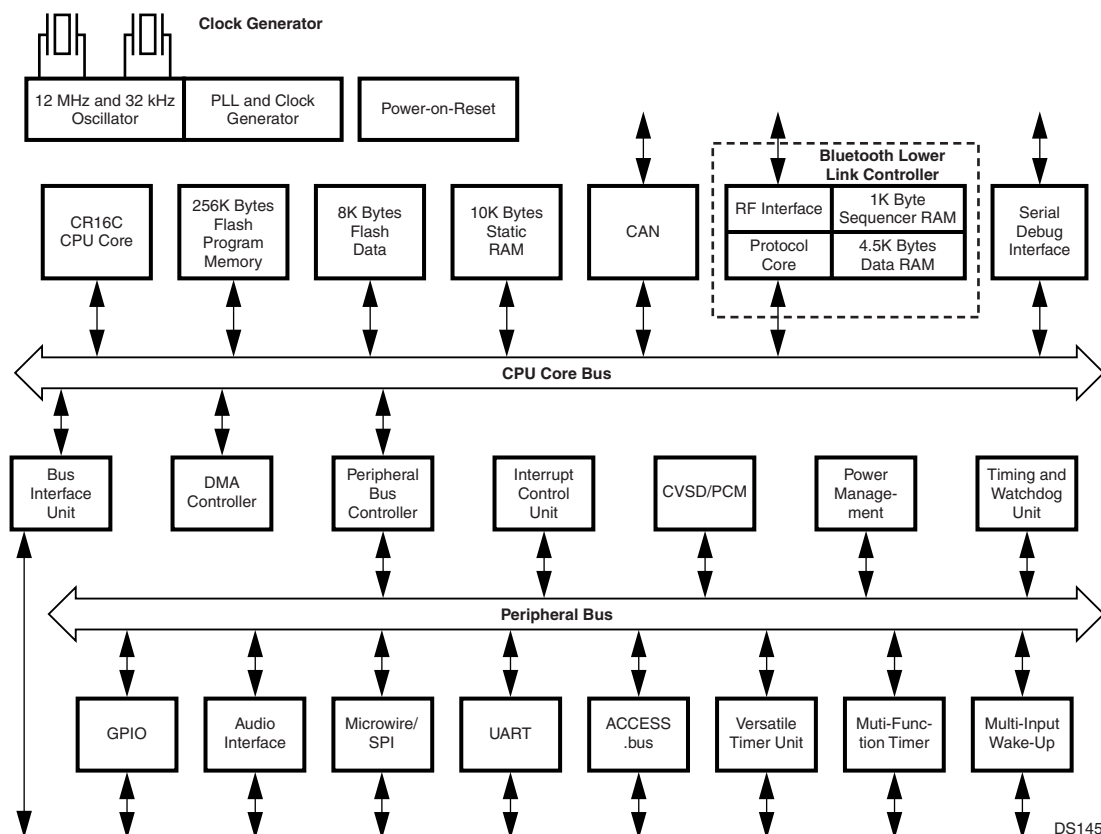 Clock Generator
12 MHz and 32 kHz
Oscillator
PLL and Clock
Generator
Power-on-Reset
Bluetooth Lower
Link Controller
CR16C
CPU Core
256K Bytes
Flash
Program
Memory
8K Bytes
Flash
Data
10K Bytes
Static
RAM
CAN
RF Interface
1K Byte
Sequencer RAM
Protocol
Core
4.5K Bytes
Data RAM
Serial
Debug
Interface
CPU Core Bus
Bus
Interface
Unit
DMA
Controller
Peripheral
Bus
Controller
Interrupt
Control
Unit
CVSD/PCM
Power
Manage-
ment
Timing and
Watchdog
Unit
Peripheral Bus
GPIO
Audio
Interface
Microwire/
SPI
UART
ACCESS
.bus
Versatile
Timer Unit
Muti-Func-
tion Timer
Multi-Input
Wake-Up
DS145